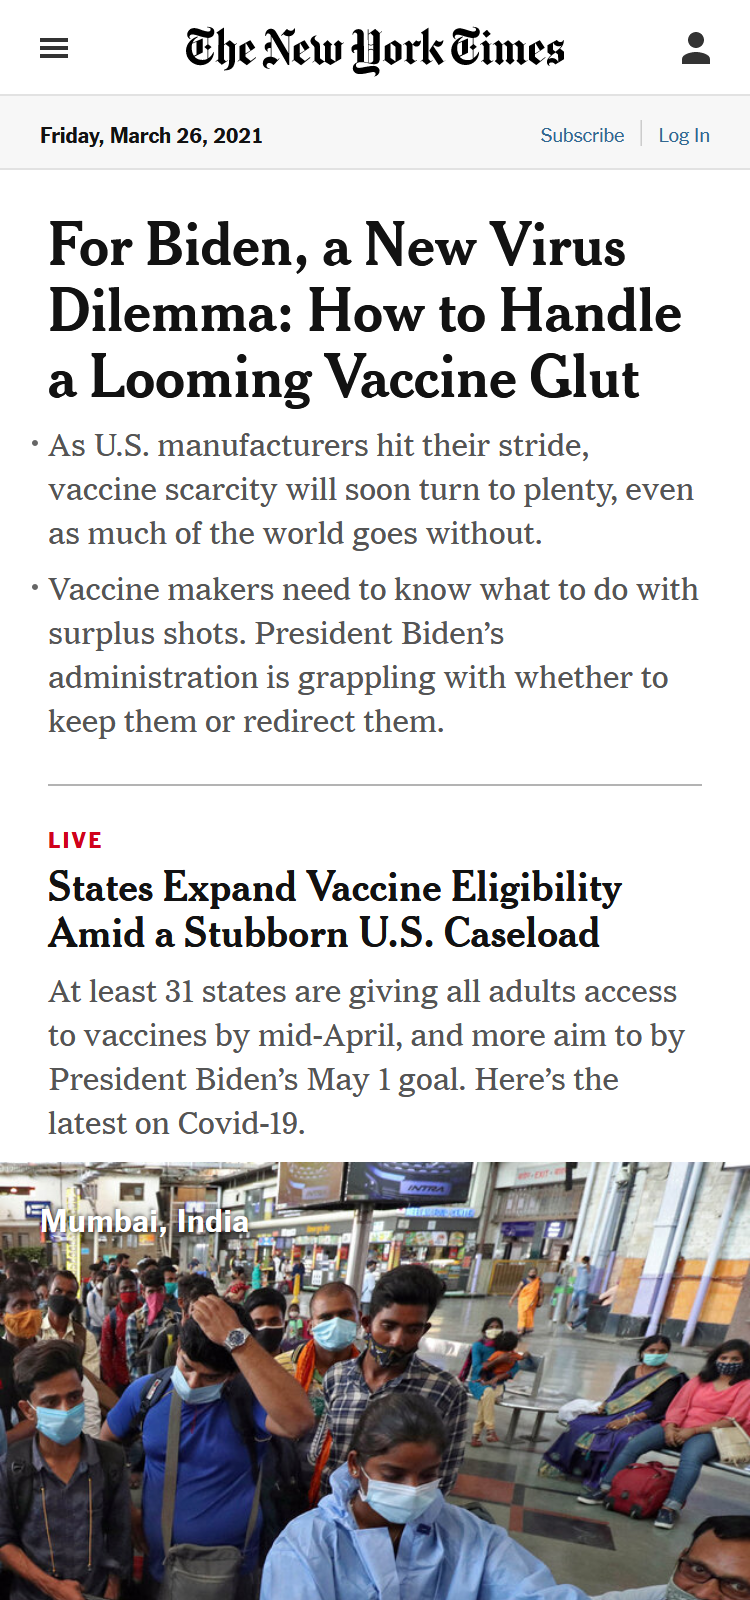 The New York Times
Friday, March 26, 2021
Subscribe
Log In
For Biden, a New Virus
Dilemma: How to Handle
a Looming Vaccine Glut
• As U.S. manufacturers hit their stride,
vaccine scarcity will soon turn to plenty, even
as much of the world goes without.
• Vaccine makers need to know what to do with
surplus shots. President Biden’s
administration is grappling with whether to
keep them or redirect them.
LIVE
States Expand Vaccine Eligibility
Amid a Stubborn U.S. Caseload
At least 31 states are giving all adults access
to vaccines by mid-April, and more aim to by
President Biden’s May 1 goal. Here’s the
latest on Covid-19.
INTRA
Mumbai, India